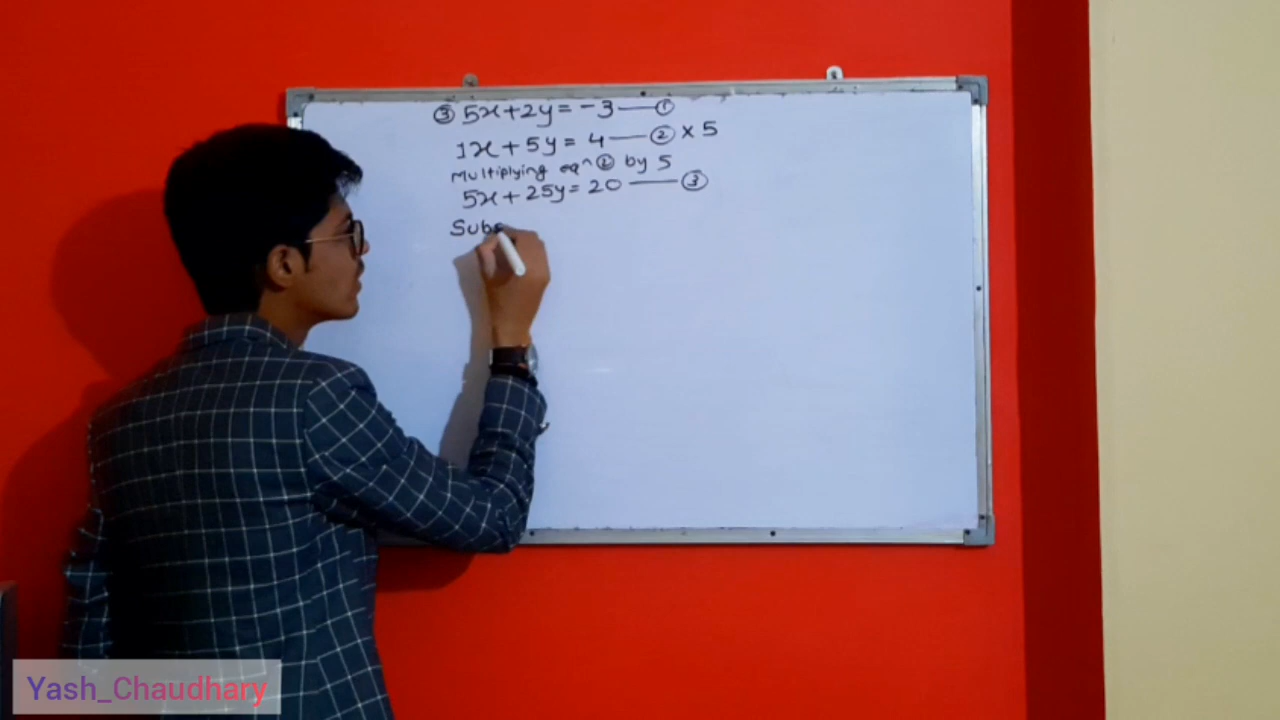 ③ 5x+2y= -3 — ①
1x + 5y = 4 — ② × 5
Multiplying eqⁿ ② by 5
5x + 25y = 20 — ③
Subs
Yash_Chaudhary